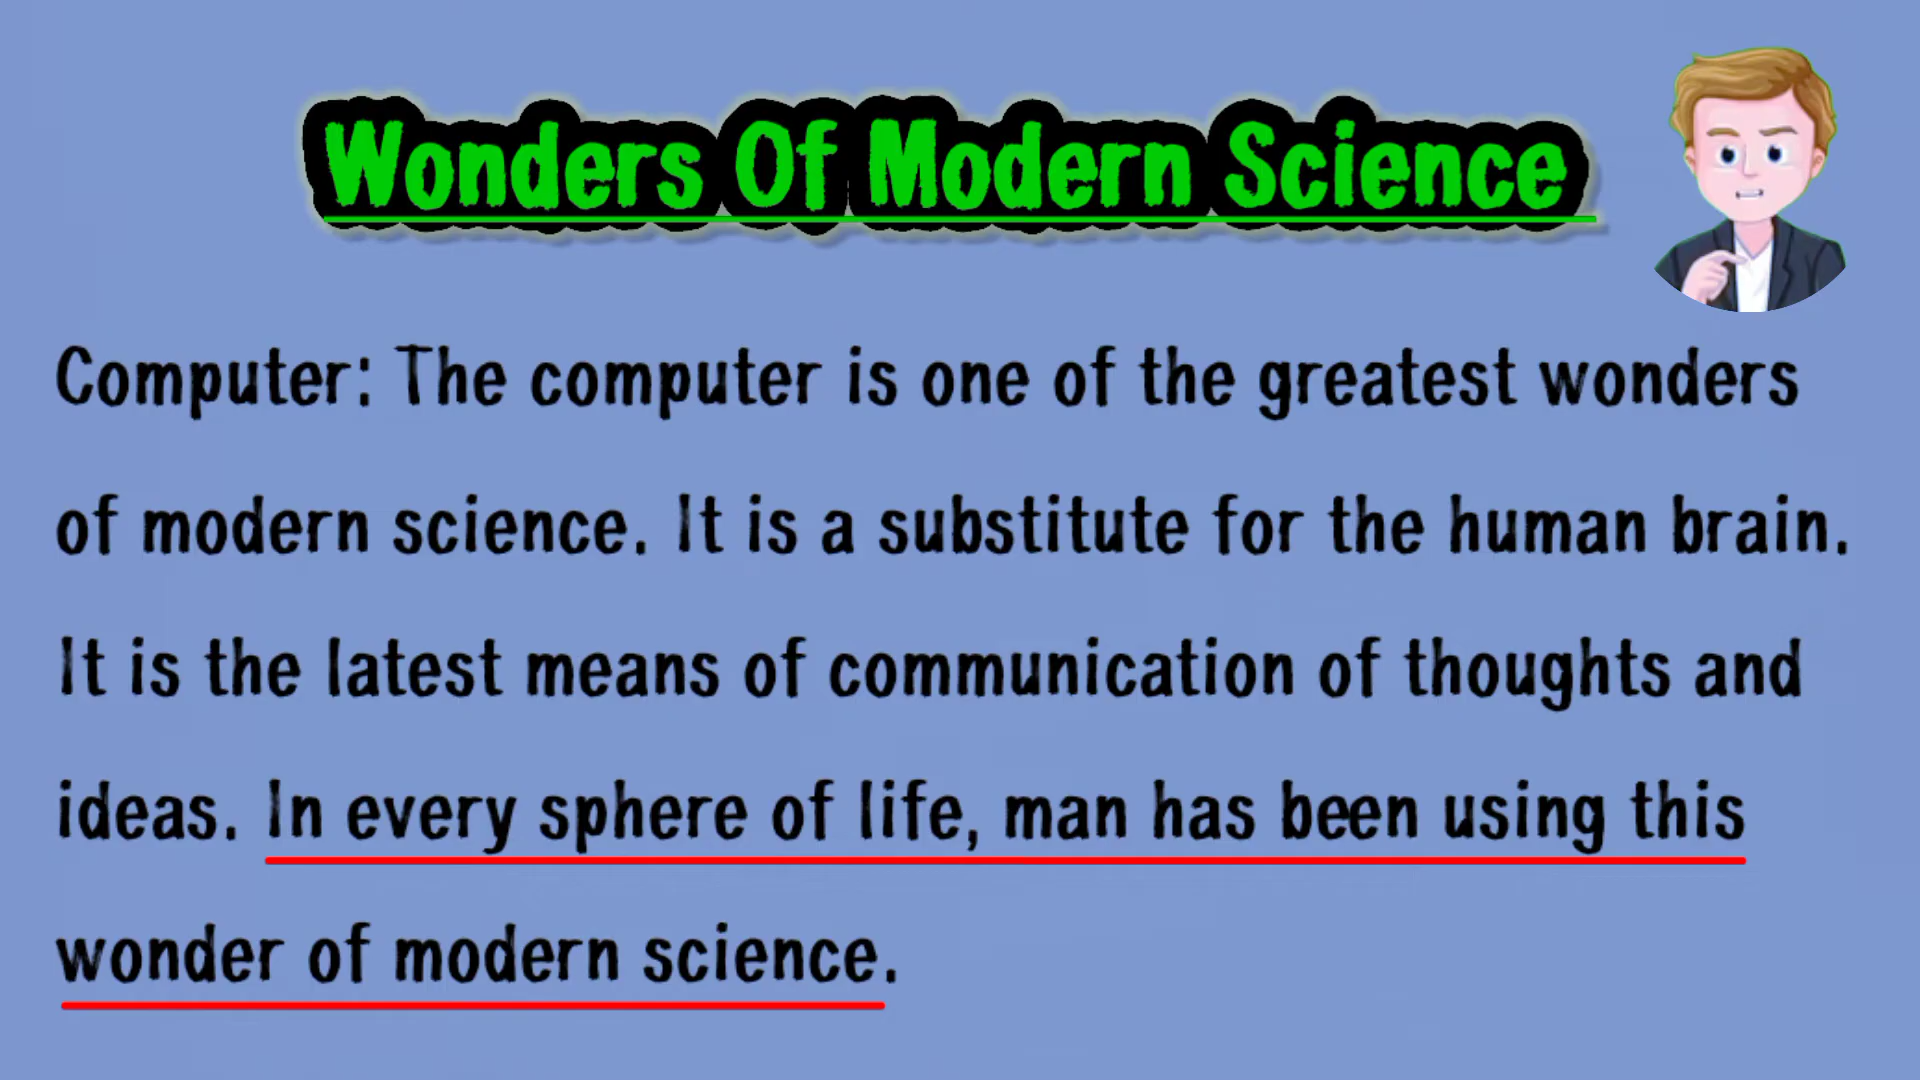 Wonders Of Modern Science
Computer: The computer is one of the greatest wonders
of modern science. It is a substitute for the human brain.
It is the latest means of communication of thoughts and
ideas. In every sphere of life, man has been using this
wonder of modern science.